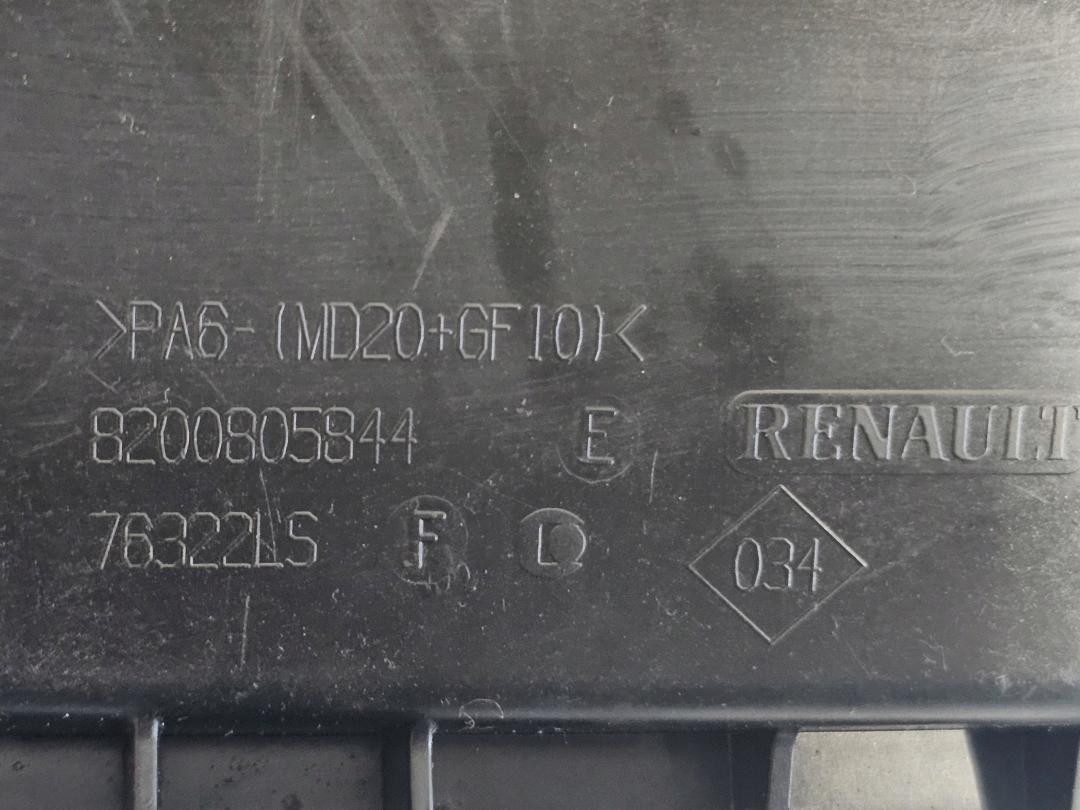 >PA6-(MD20+GF10)<
8200805844 E RENAULT
76322LS F L 034